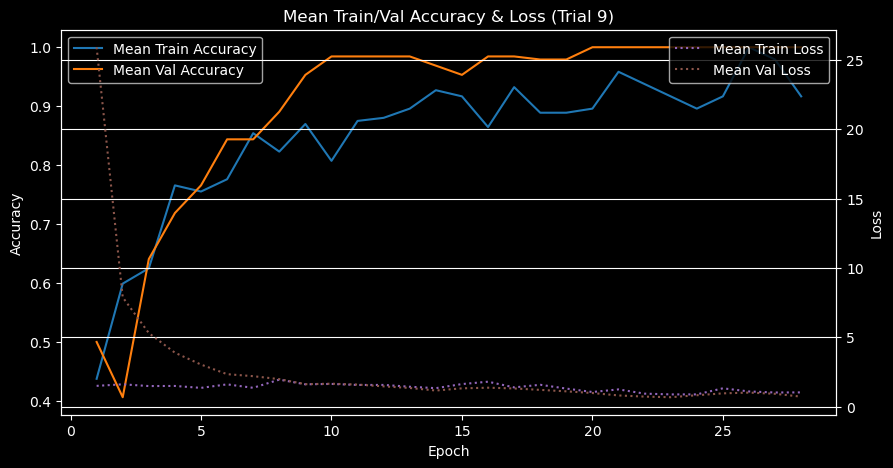 Mean Train/Val Accuracy & Loss (Trial 9)
Mean Train Accuracy
Mean Val Accuracy
Mean Train Loss
Mean Val Loss
Accuracy
1.0
0.9
0.8
0.7
0.6
0.5
0.4
0
5
10
15
20
25
Epoch
25
20
15
10
5
0
Loss